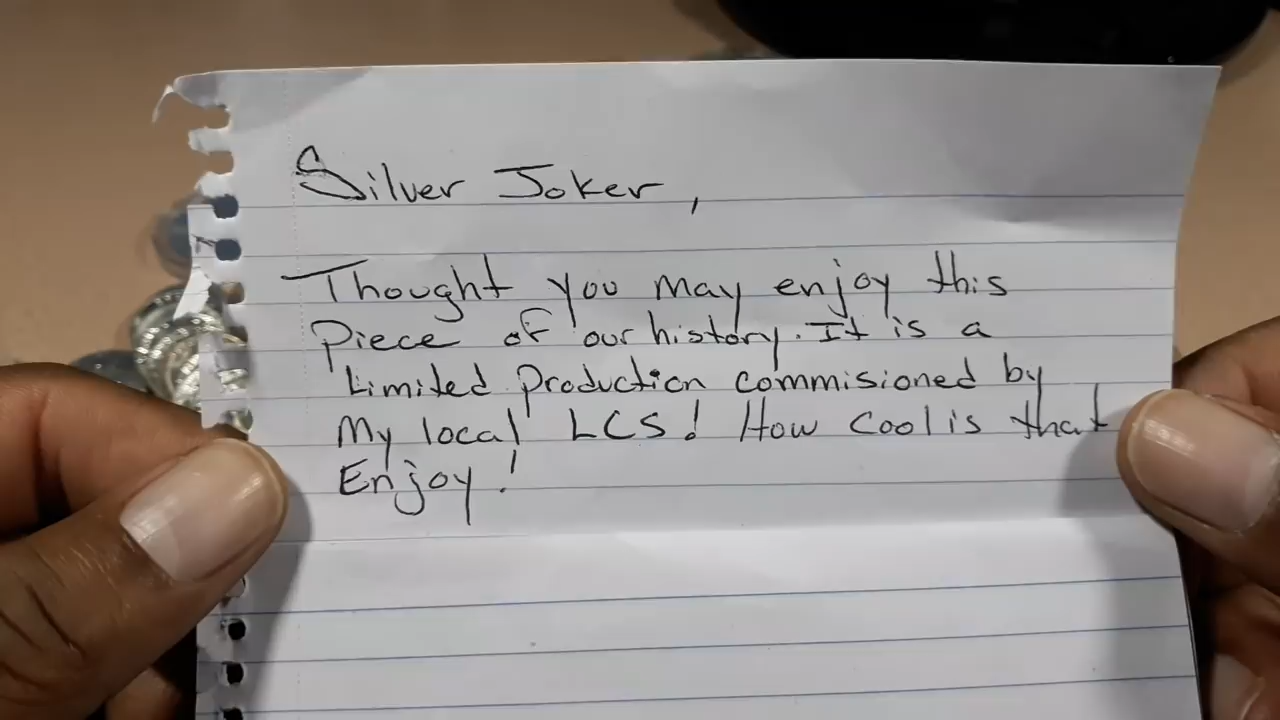 Silver Joker,
Thought you may enjoy this
Piece of our history. It is a
Limited Production commisioned by
My local LCS! How Cool is that
Enjoy!